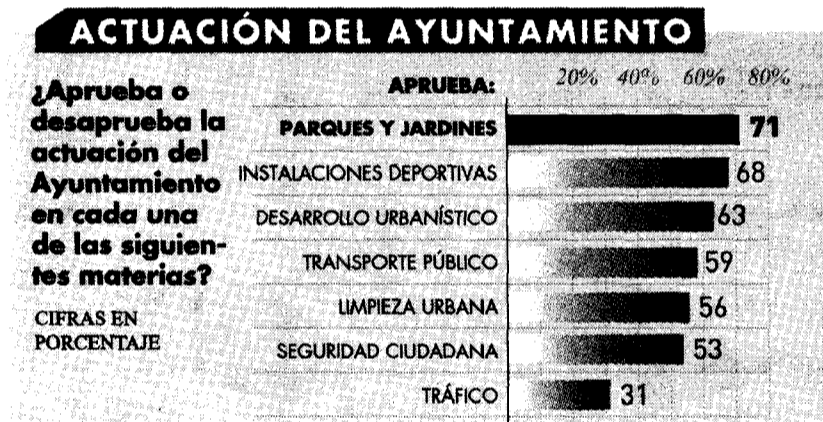 ACTUACIÓN DEL AYUNTAMIENTO
¿Aprueba o
desaprueba la
actuación del
Ayuntamiento
en cada una
de las siguien-
tes materias?
CIFRAS EN
PORCENTAJE
APRUEBA: 20% 40% 60% 80%
PARQUES Y JARDINES 71
INSTALACIONES DEPORTIVAS 68
DESARROLLO URBANÍSTICO 63
TRANSPORTE PÚBLICO 59
LIMPIEZA URBANA 56
SEGURIDAD CIUDADANA 53
TRÁFICO 31